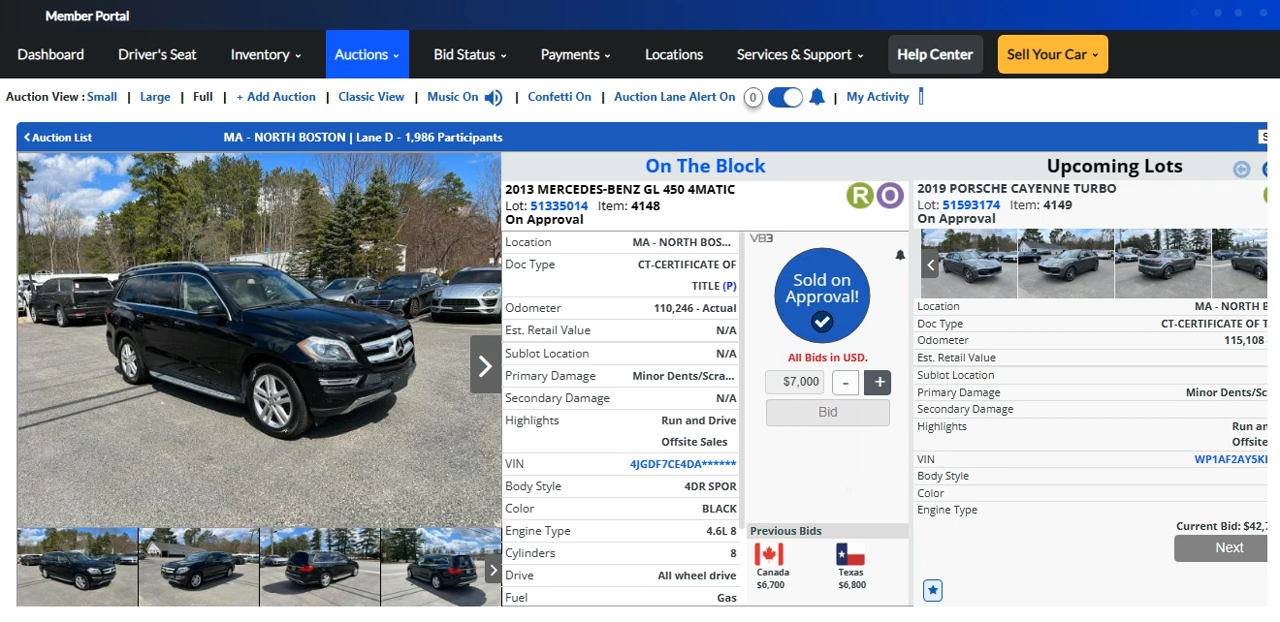 Member Portal
Dashboard Driver's Seat Inventory Auctions Bid Status Payments Locations Services & Support Help Center Sell Your Car
Auction View : Small | Large | Full | + Add Auction | Classic View | Music On | Confetti On | Auction Lane Alert On 0 | My Activity
Auction List MA - NORTH BOSTON | Lane D - 1,986 Participants
On The Block
2013 MERCEDES-BENZ GL 450 4MATIC
Lot: 51335014 Item: 4148
On Approval
R O
Location MA - NORTH BOS...
Doc Type CT-CERTIFICATE OF
TITLE (P)
Odometer 110,246 - Actual
Est. Retail Value N/A
Sublot Location N/A
Primary Damage Minor Dents/Scra...
Secondary Damage N/A
Highlights Run and Drive
Offsite Sales
VIN 4JGDF7CE4DA******
Body Style 4DR SPOR
Color BLACK
Engine Type 4.6L 8
Cylinders 8
Drive All wheel drive
Fuel Gas
VB3
Sold on
Approval!
All Bids in USD.
$7,000 - +
Bid
Previous Bids
Canada Texas
$6,700 $6,800
Upcoming Lots
2019 PORSCHE CAYENNE TURBO
Lot: 51593174 Item: 4149
On Approval
Location MA - NORTH B
Doc Type CT-CERTIFICATE OF T
Odometer 115,108
Est. Retail Value
Sublot Location
Primary Damage Minor Dents/Sc
Secondary Damage
Highlights Run an
Offsite
VIN WP1AF2AY5K
Body Style
Color
Engine Type
Current Bid: $42,7
Next